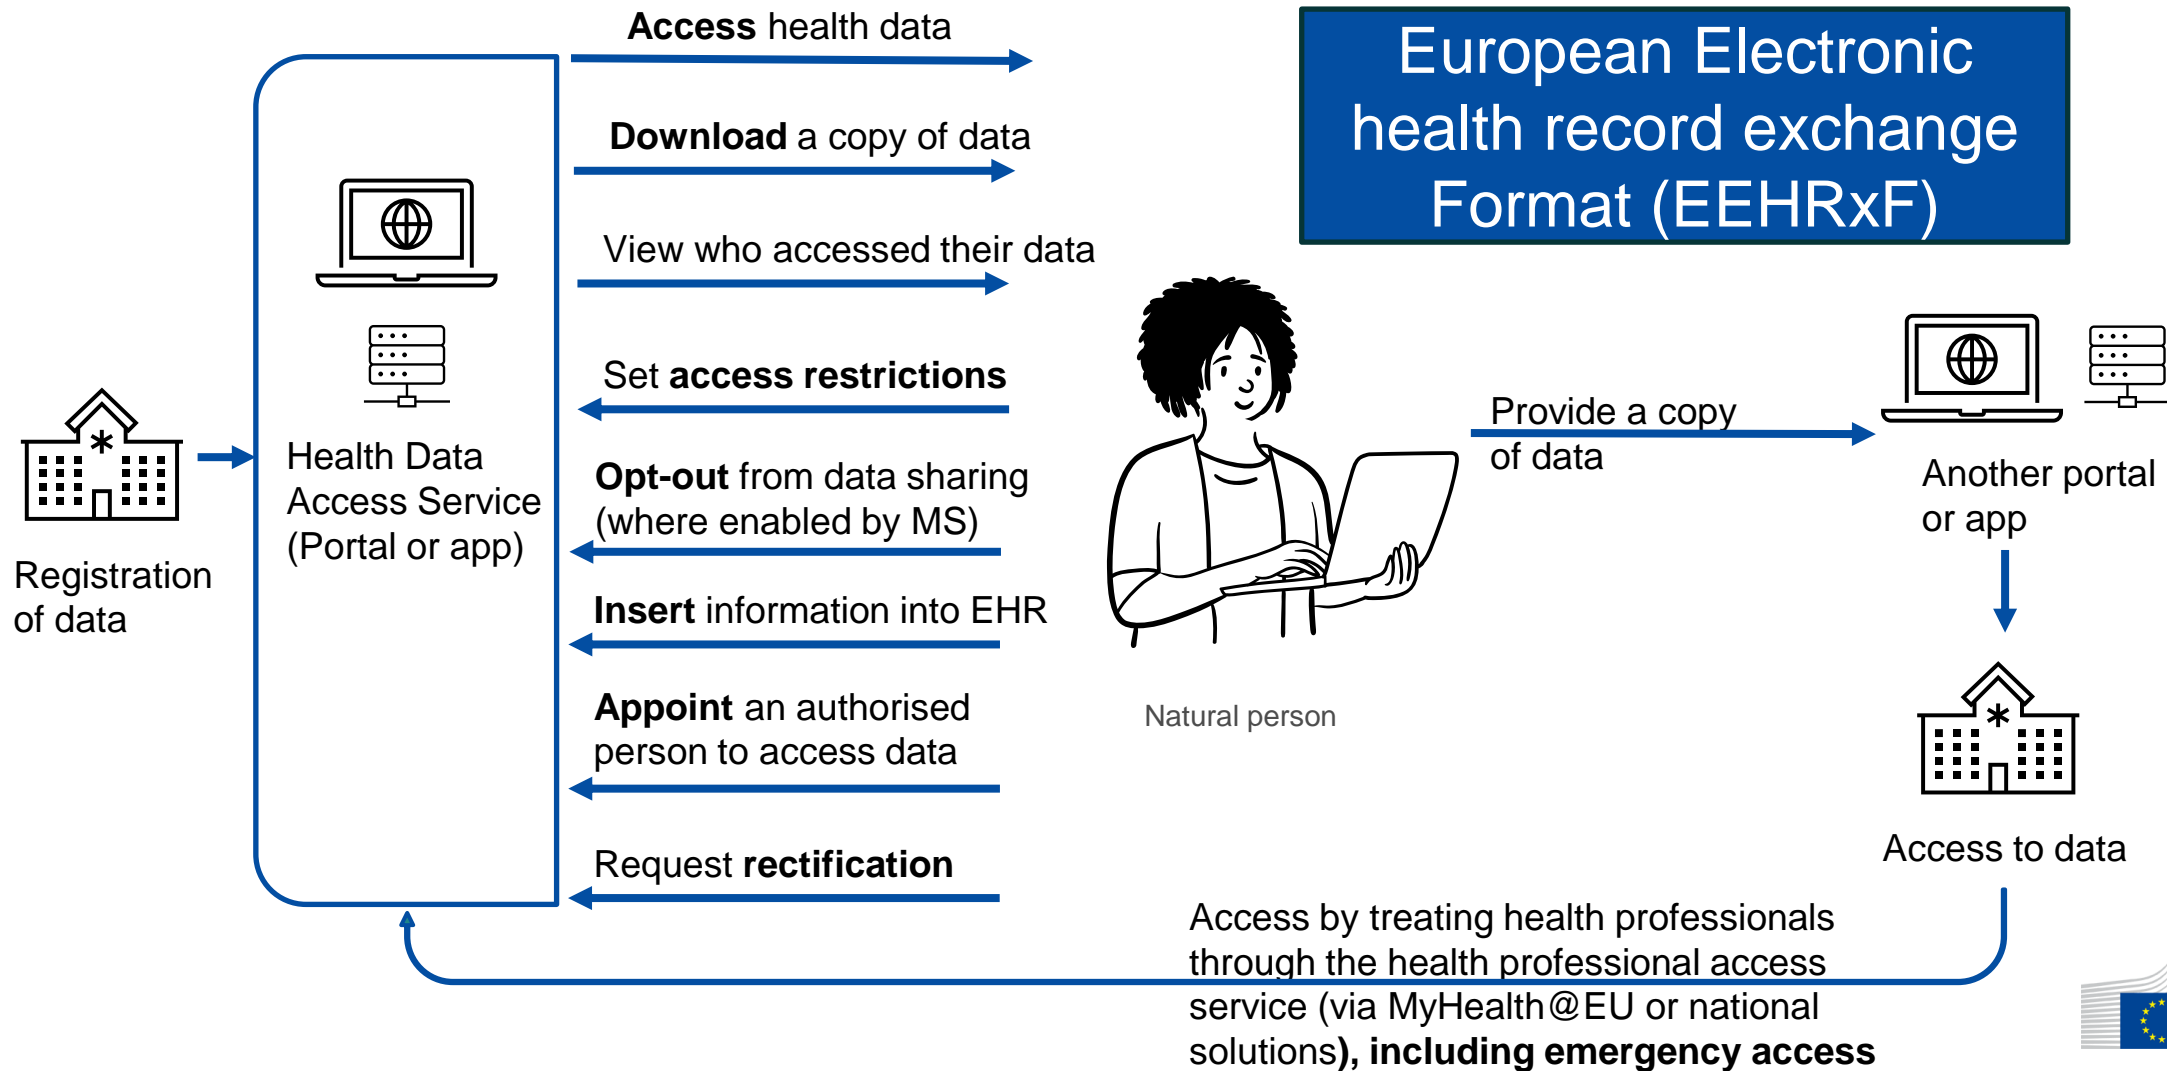 Access health data
European Electronic
health record exchange
Format (EEHRxF)
Download a copy of data
View who accessed their data
Set access restrictions
Provide a copy
of data
Health Data
Access Service
(Portal or app)
Opt-out from data sharing
(where enabled by MS)
Another portal
or app
Registration
of data
Insert information into EHR
Appoint an authorised
person to access data
Natural person
Request rectification
Access to data
Access by treating health professionals
through the health professional access
service (via MyHealth@EU or national
solutions), including emergency access